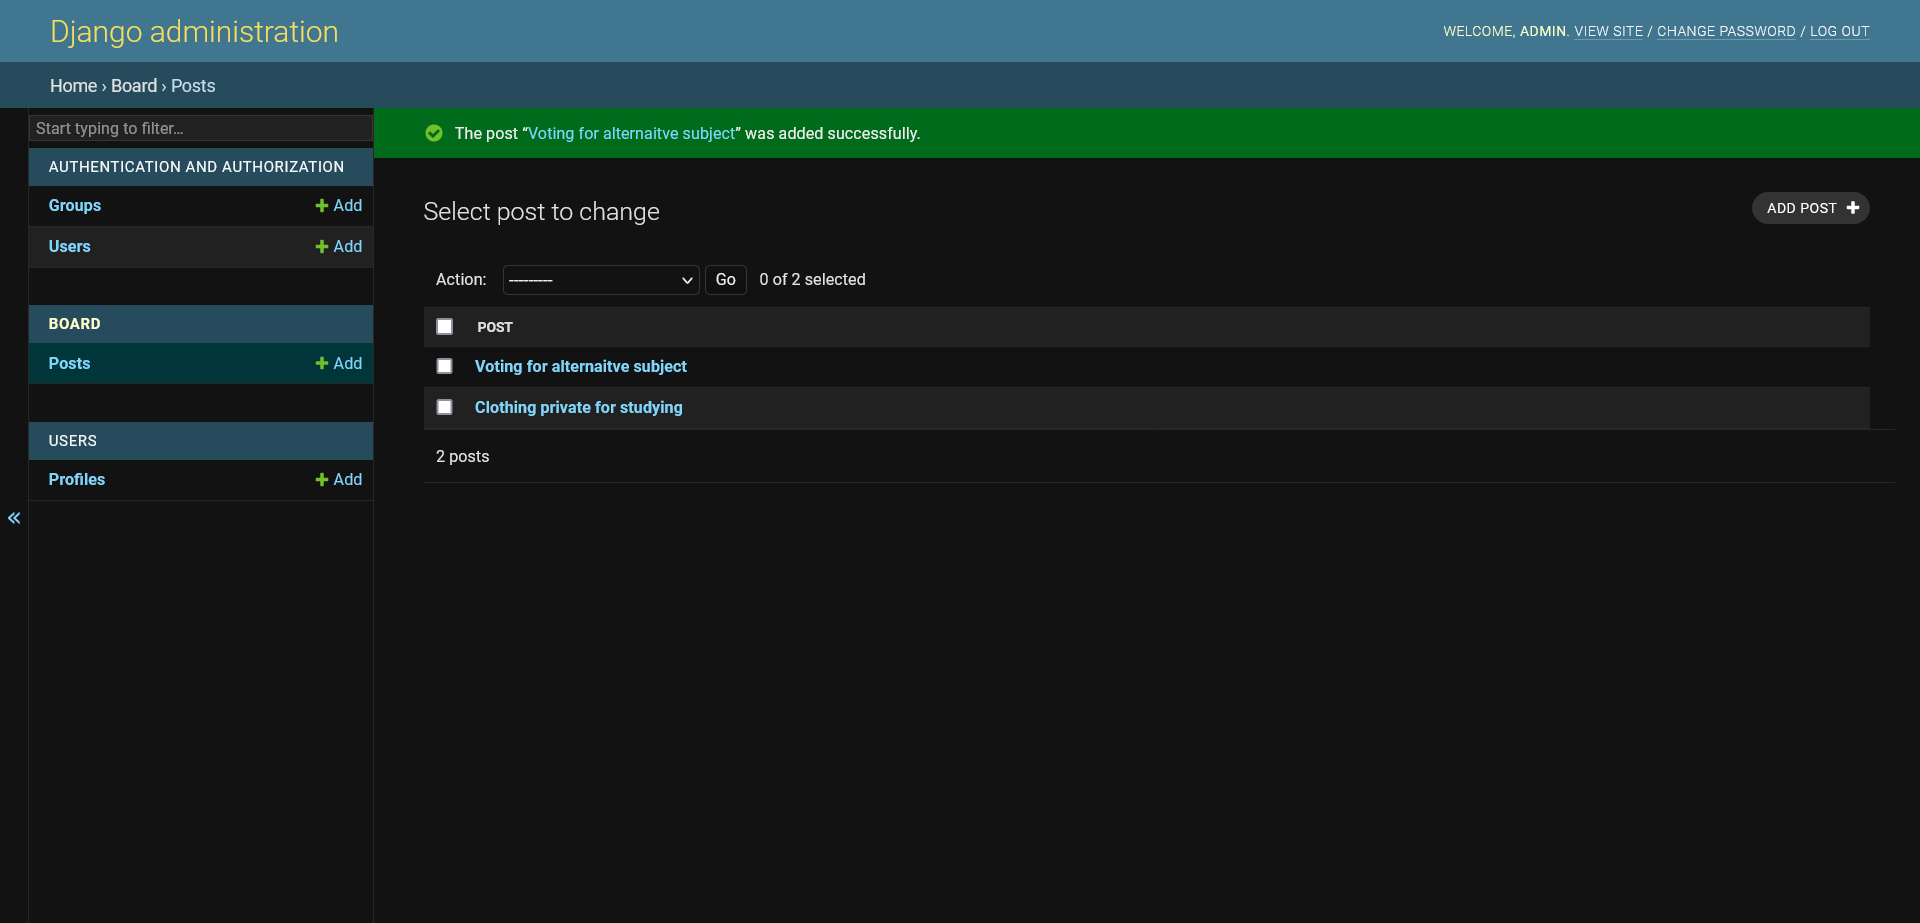 Django administration
WELCOME, ADMIN. VIEW SITE / CHANGE PASSWORD / LOG OUT
Home › Board › Posts
Start typing to filter...
AUTHENTICATION AND AUTHORIZATION
Groups Add
Users Add
BOARD
Posts Add
USERS
Profiles Add
«
The post “Voting for alternaitve subject” was added successfully.
Select post to change
ADD POST
Action: --------- Go 0 of 2 selected
POST
Voting for alternaitve subject
Clothing private for studying
2 posts